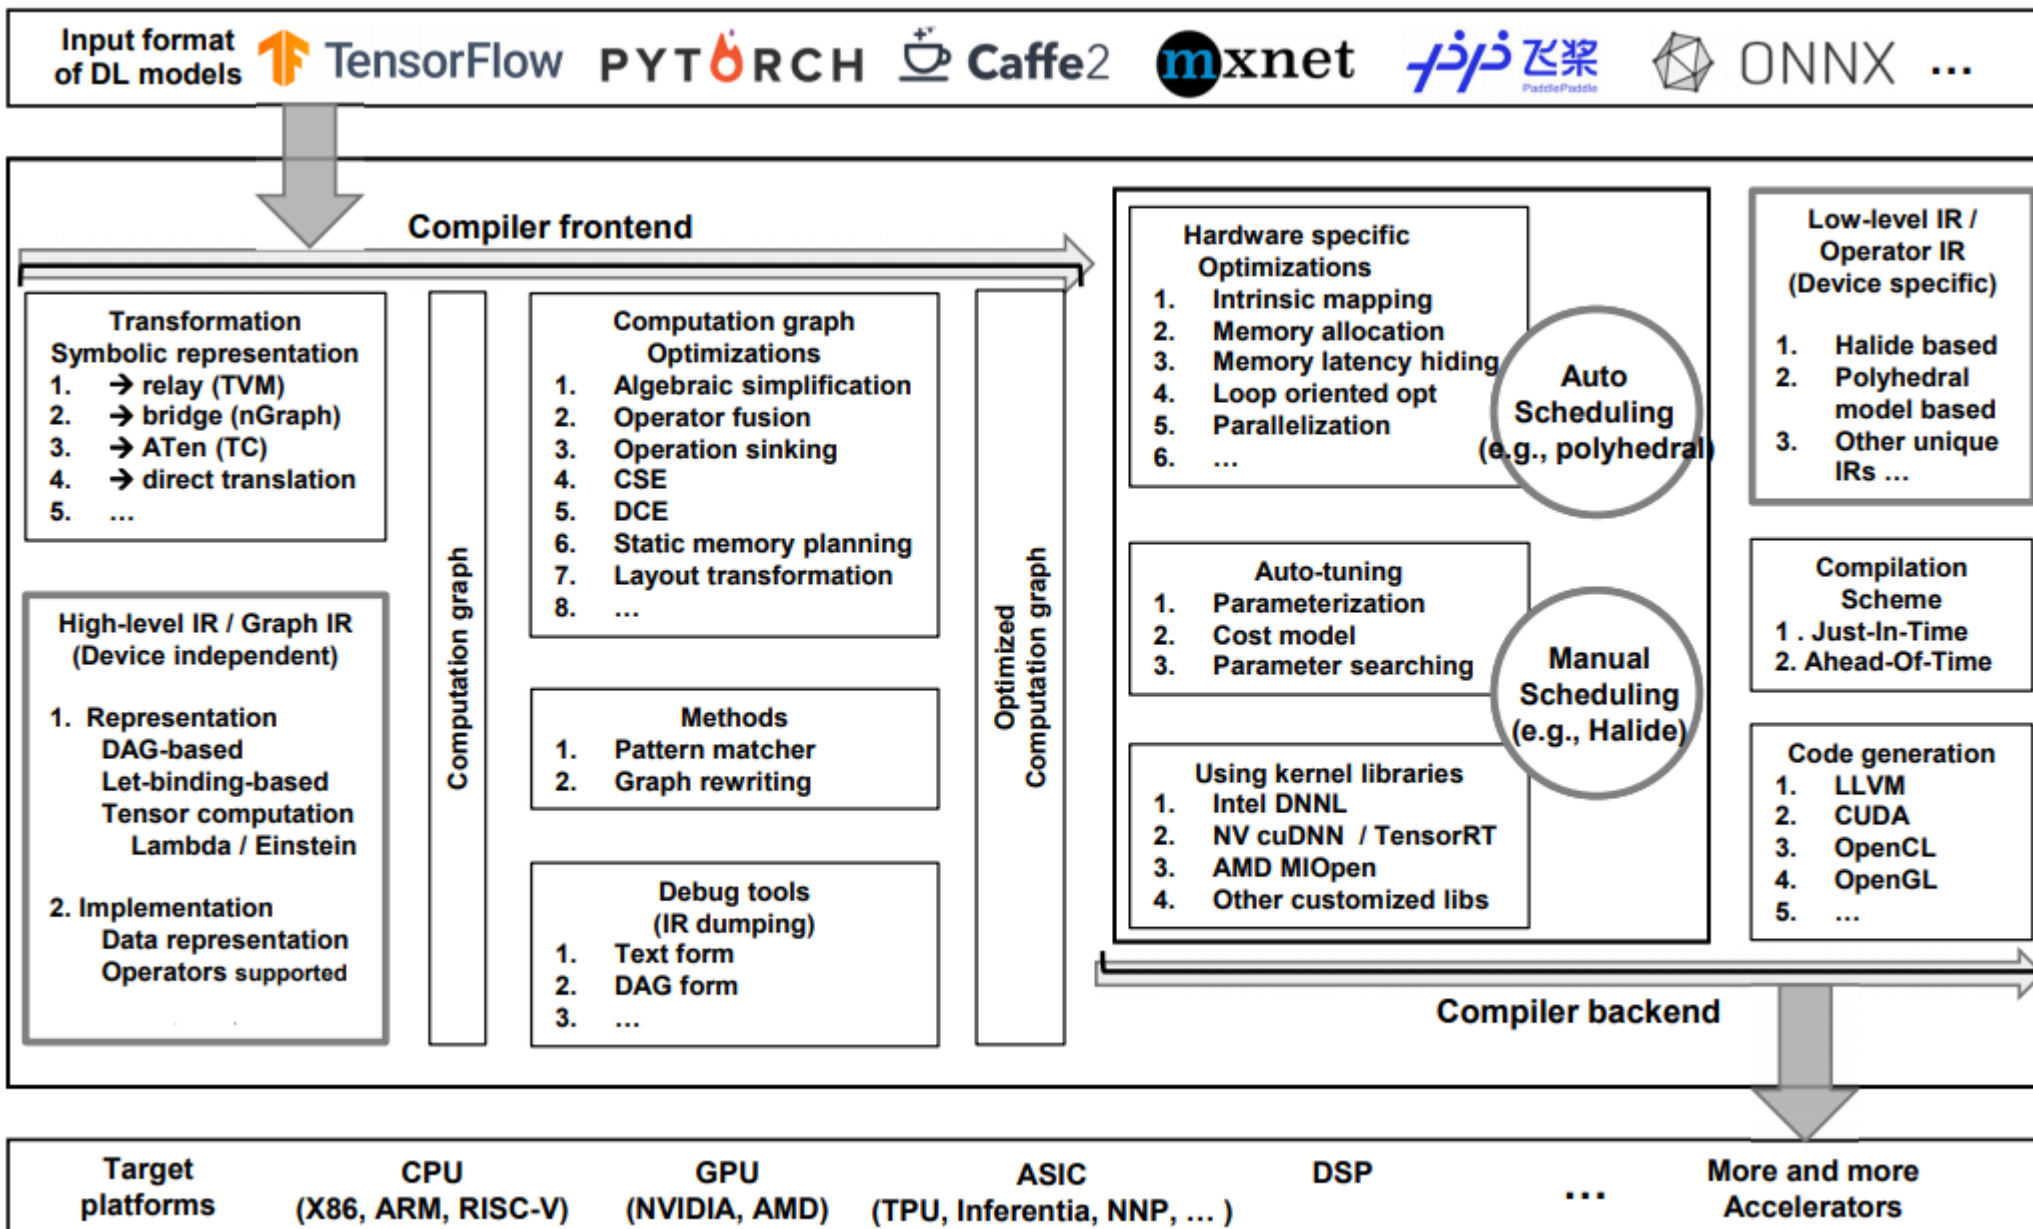 Input format
of DL models
TensorFlow
PYTORCH
Caffe2
mxnet
飞桨
PaddlePaddle
ONNX
...
Compiler frontend
Transformation
Symbolic representation
1. → relay (TVM)
2. → bridge (nGraph)
3. → ATen (TC)
4. → direct translation
5. ...
High-level IR / Graph IR
(Device independent)
1. Representation
DAG-based
Let-binding-based
Tensor computation
Lambda / Einstein
2. Implementation
Data representation
Operators supported
Computation graph
Computation graph
Optimizations
1. Algebraic simplification
2. Operator fusion
3. Operation sinking
4. CSE
5. DCE
6. Static memory planning
7. Layout transformation
8. ...
Methods
1. Pattern matcher
2. Graph rewriting
Debug tools
(IR dumping)
1. Text form
2. DAG form
3. ...
Optimized
Computation graph
Hardware specific
Optimizations
1. Intrinsic mapping
2. Memory allocation
3. Memory latency hiding
4. Loop oriented opt
5. Parallelization
6. ...
Auto
Scheduling
(e.g., polyhedral)
Auto-tuning
1. Parameterization
2. Cost model
3. Parameter searching
Manual
Scheduling
(e.g., Halide)
Using kernel libraries
1. Intel DNNL
2. NV cuDNN / TensorRT
3. AMD MIOpen
4. Other customized libs
Low-level IR /
Operator IR
(Device specific)
1. Halide based
2. Polyhedral
model based
3. Other unique
IRs ...
Compilation
Scheme
1 . Just-In-Time
2. Ahead-Of-Time
Code generation
1. LLVM
2. CUDA
3. OpenCL
4. OpenGL
5. ...
Compiler backend
Target
platforms
CPU
(X86, ARM, RISC-V)
GPU
(NVIDIA, AMD)
ASIC
(TPU, Inferentia, NNP, ... )
DSP
...
More and more
Accelerators